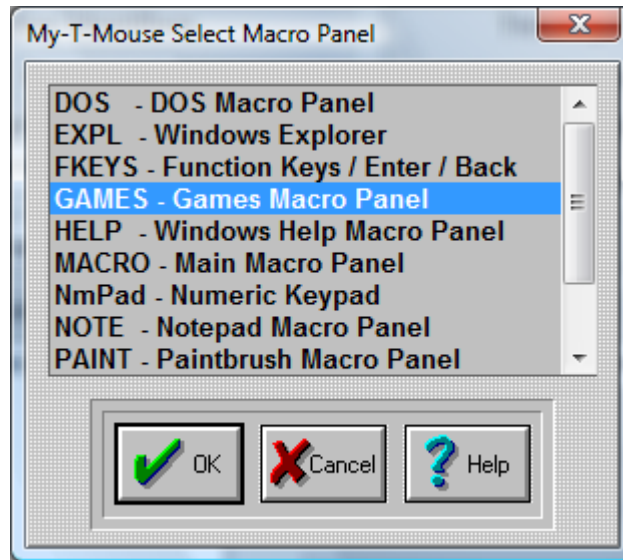 My-T-Mouse Select Macro Panel
DOS - DOS Macro Panel
EXPL - Windows Explorer
FKEYS - Function Keys / Enter / Back
GAMES - Games Macro Panel
HELP - Windows Help Macro Panel
MACRO - Main Macro Panel
NmPad - Numeric Keypad
NOTE - Notepad Macro Panel
PAINT - Paintbrush Macro Panel
OK Cancel Help